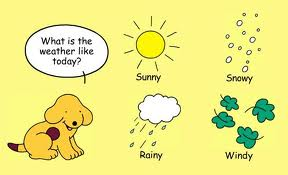 What is the
weather like
today?
Sunny
Snowy
Rainy
Windy